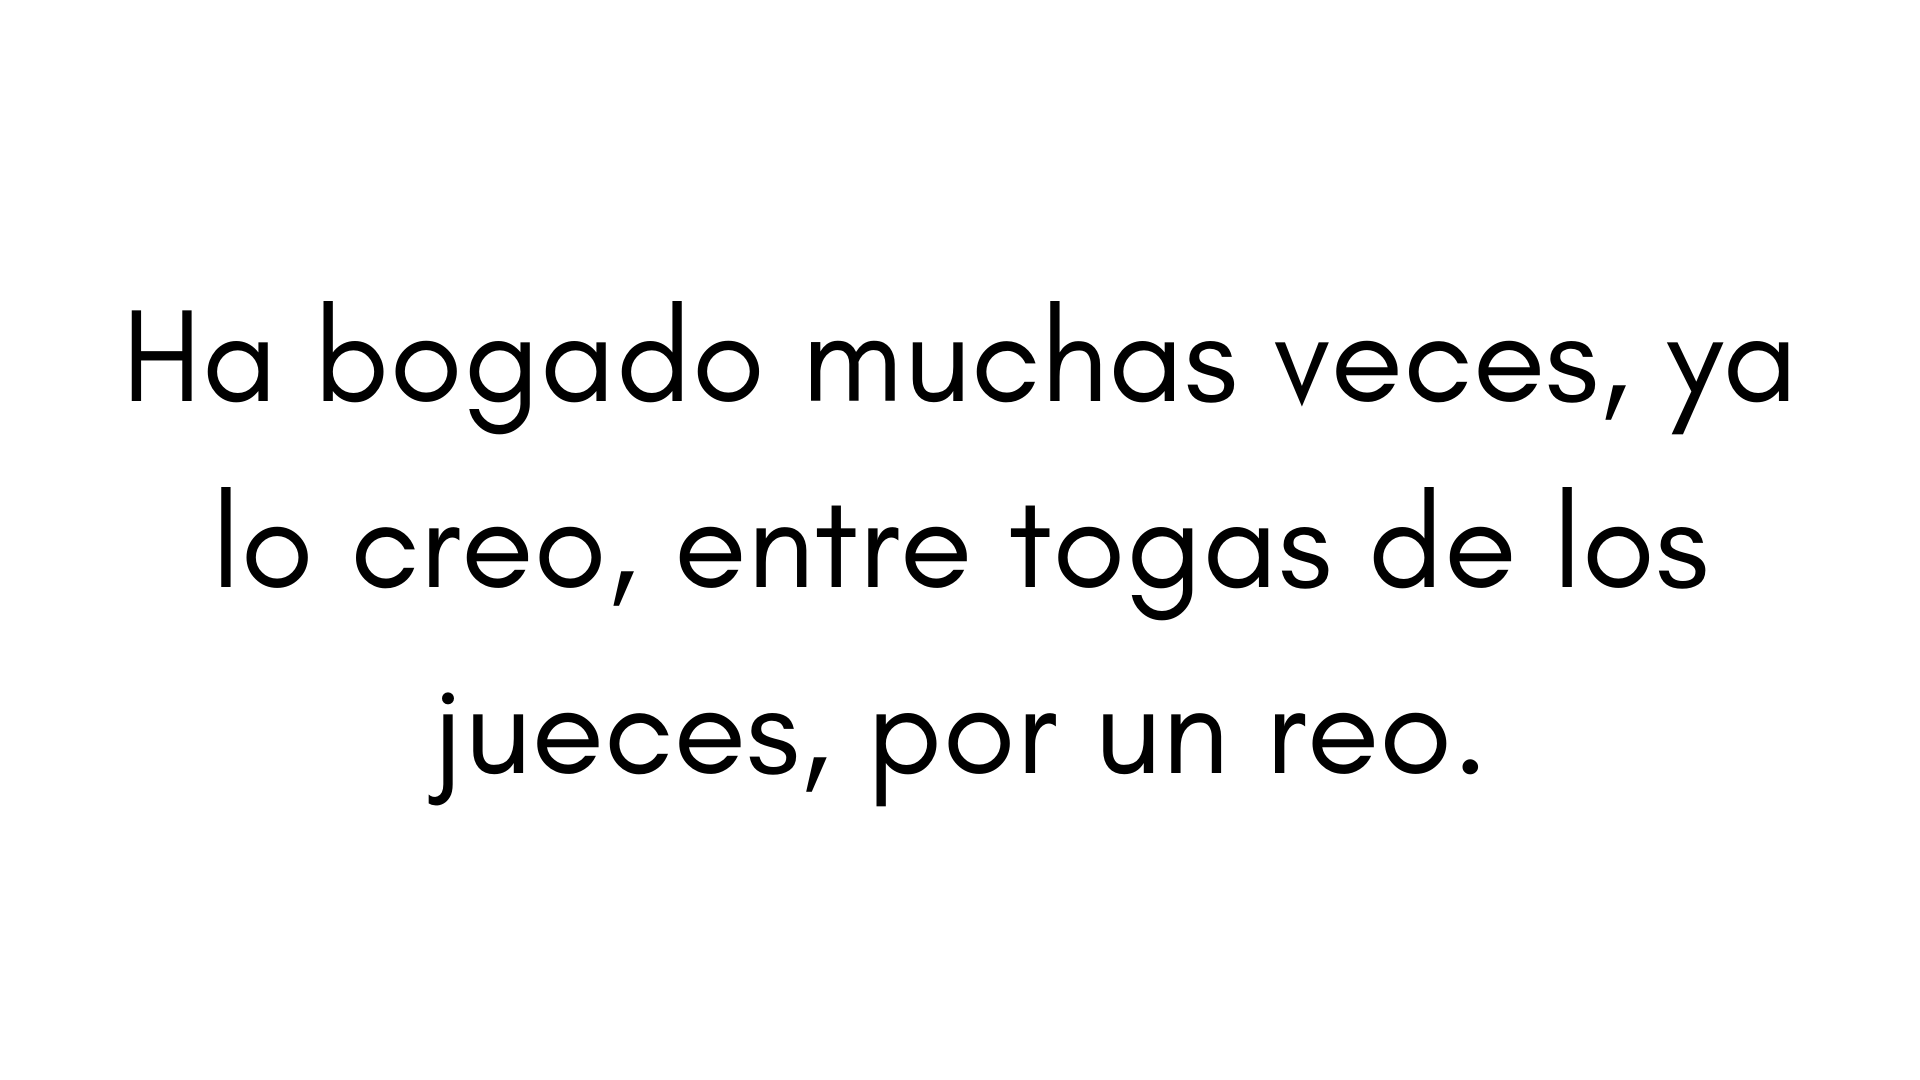 Ha bogado muchas veces, ya
lo creo, entre togas de los
jueces, por un reo.